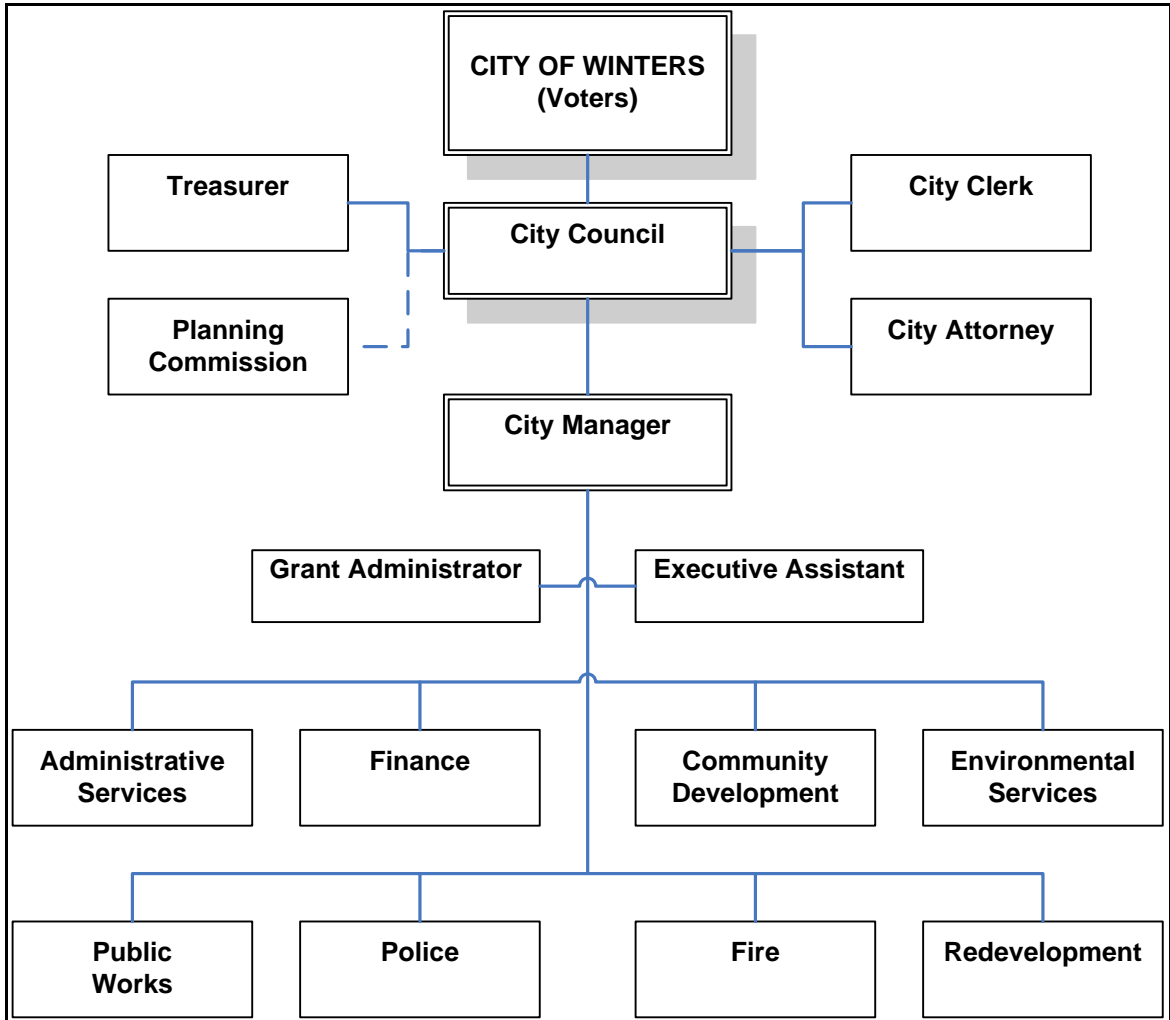 CITY OF WINTERS
(Voters)
Treasurer
City Council
City Clerk
Planning
Commission
City Attorney
City Manager
Grant Administrator
Executive Assistant
Administrative
Services
Finance
Community
Development
Environmental
Services
Public
Works
Police
Fire
Redevelopment